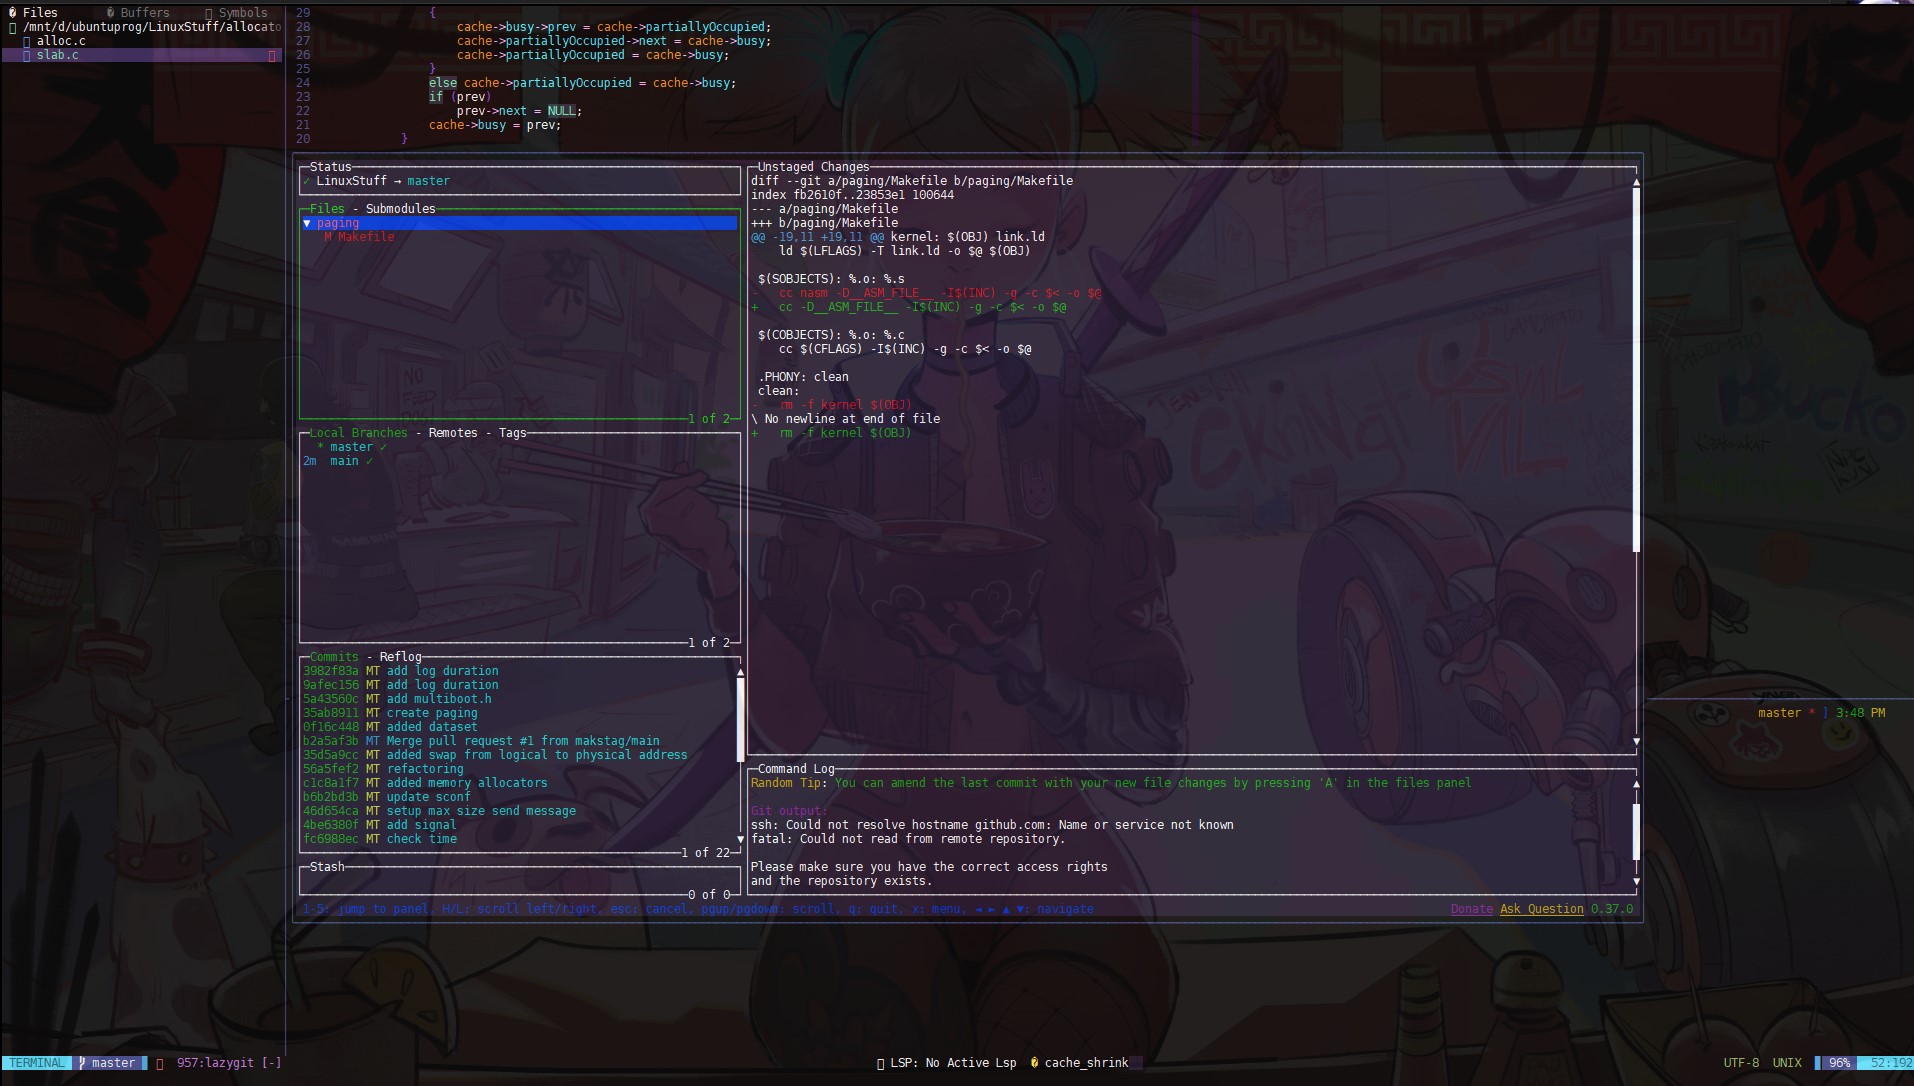 Files Buffers Symbols
/mnt/d/ubuntuprog/LinuxStuff/allocato
alloc.c
slab.c
29 {
28 cache->busy->prev = cache->partiallyOccupied;
27 cache->partiallyOccupied->next = cache->busy;
26 cache->partiallyOccupied = cache->busy;
25 }
24 else cache->partiallyOccupied = cache->busy;
23 if (prev)
22 prev->next = NULL;
21 cache->busy = prev;
20 }
Status
✓ LinuxStuff → master
Files - Submodules
▼ paging
M Makefile
1 of 2
Local Branches - Remotes - Tags
* master ✓
2m main ✓
1 of 2
Commits - Reflog
3982f83a MT add log duration
9afec156 MT add log duration
5a43560c MT add multiboot.h
35ab8911 MT create paging
0f16c448 MT added dataset
b2a5af3b MT Merge pull request #1 from makstag/main
35d5a9cc MT added swap from logical to physical address
56a5fef2 MT refactoring
c1c8a1f7 MT added memory allocators
b6b2bd3b MT update sconf
46d654ca MT setup max size send message
4be6380f MT add signal
fc6988ec MT check time
1 of 22
Stash
0 of 0
Unstaged Changes
diff --git a/paging/Makefile b/paging/Makefile
index fb2610f..23853e1 100644
--- a/paging/Makefile
+++ b/paging/Makefile
@@ -19,11 +19,11 @@ kernel: $(OBJ) link.ld
ld $(LFLAGS) -T link.ld -o $@ $(OBJ)
$(SOBJECTS): %.o: %.s
- cc nasm -D__ASM_FILE__ -I$(INC) -g -c $< -o $@
+ cc -D__ASM_FILE__ -I$(INC) -g -c $< -o $@
$(COBJECTS): %.o: %.c
cc $(CFLAGS) -I$(INC) -g -c $< -o $@
.PHONY: clean
clean:
- rm -f kernel $(OBJ)
\ No newline at end of file
+ rm -f kernel $(OBJ)
Command Log
Random Tip: You can amend the last commit with your new file changes by pressing 'A' in the files panel
Git output:
ssh: Could not resolve hostname github.com: Name or service not known
fatal: Could not read from remote repository.
Please make sure you have the correct access rights
and the repository exists.
1-5: jump to panel, H/L: scroll left/right, esc: cancel, pgup/pgdown: scroll, q: quit, x: menu, ◄ ► ▲ ▼: navigate
Donate Ask Question 0.37.0
master * ] 3:48 PM
TERMINAL master 957:lazygit [-] LSP: No Active Lsp cache_shrink UTF-8 UNIX 96% 52:192